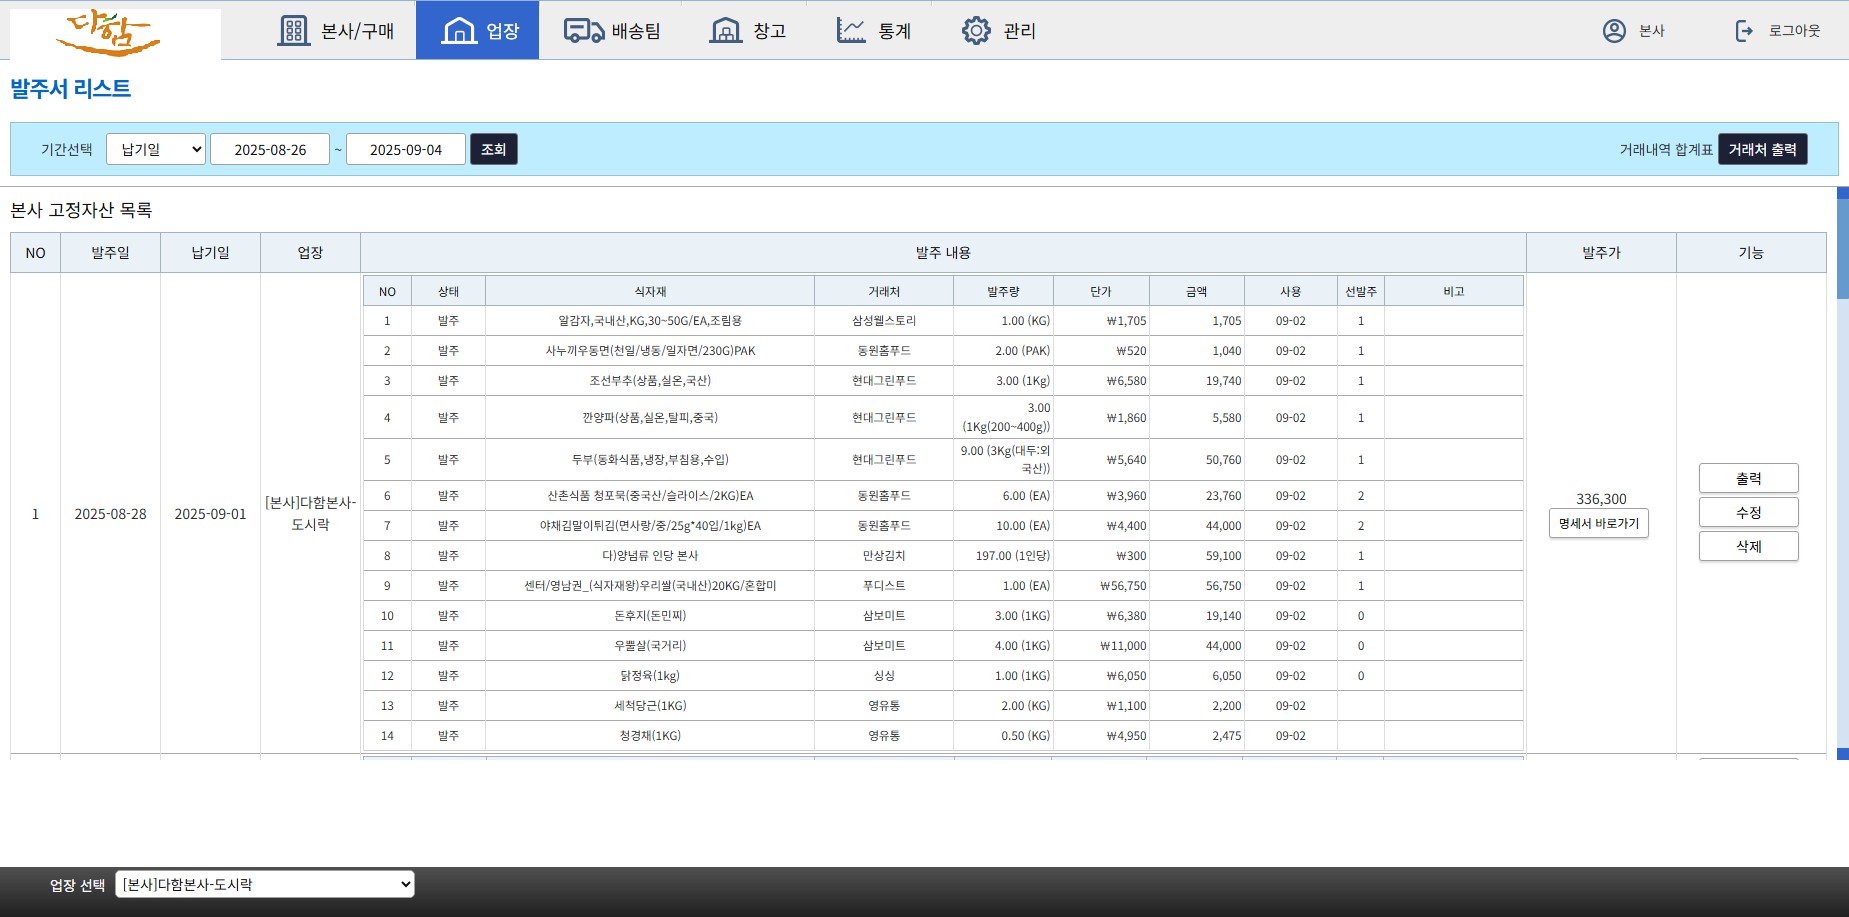 다함
본사/구매 업장 배송팀 창고 통계 관리 본사 로그아웃
발주서 리스트
기간선택 납기일 2025-08-26 ~ 2025-09-04 조회 거래내역 합계표 거래처 출력
본사 고정자산 목록
NO 발주일 납기일 업장 발주 내용 발주가 기능
NO 상태 식자재 거래처 발주량 단가 금액 사용 선발주 비고
1 발주 알감자,국내산,KG,30~50G/EA,조림용 삼성웰스토리 1.00 (KG) ₩1,705 1,705 09-02 1
2 발주 사누끼우동면(천일/냉동/일자면/230G)PAK 동원홈푸드 2.00 (PAK) ₩520 1,040 09-02 1
3 발주 조선부추(상품,실온,국산) 현대그린푸드 3.00 (1Kg) ₩6,580 19,740 09-02 1
4 발주 깐양파(상품,실온,탈피,중국) 현대그린푸드 3.00 (1Kg(200~400g)) ₩1,860 5,580 09-02 1
5 발주 두부(동화식품,냉장,부침용,수입) 현대그린푸드 9.00 (3Kg(대두:외국산)) ₩5,640 50,760 09-02 1
6 발주 산촌식품 청포묵(중국산/슬라이스/2KG)EA 동원홈푸드 6.00 (EA) ₩3,960 23,760 09-02 2
7 발주 야채김말이튀김(면사랑/중/25g*40입/1kg)EA 동원홈푸드 10.00 (EA) ₩4,400 44,000 09-02 2
8 발주 다)양념류 인당 본사 만상김치 197.00 (1인당) ₩300 59,100 09-02 1
9 발주 센터/영남권_(식자재왕)우리쌀(국내산)20KG/혼합미 푸디스트 1.00 (EA) ₩56,750 56,750 09-02 1
10 발주 돈후지(돈민찌) 삼보미트 3.00 (1KG) ₩6,380 19,140 09-02 0
11 발주 우뿔살(국거리) 삼보미트 4.00 (1KG) ₩11,000 44,000 09-02 0
12 발주 닭정육(1kg) 싱싱 1.00 (1KG) ₩6,050 6,050 09-02 0
13 발주 세척당근(1KG) 영유통 2.00 (KG) ₩1,100 2,200 09-02
14 발주 청경채(1KG) 영유통 0.50 (KG) ₩4,950 2,475 09-02
1 2025-08-28 2025-09-01 [본사]다함본사-
도시락
336,300
명세서 바로가기
출력
수정
삭제
업장 선택 [본사]다함본사-도시락